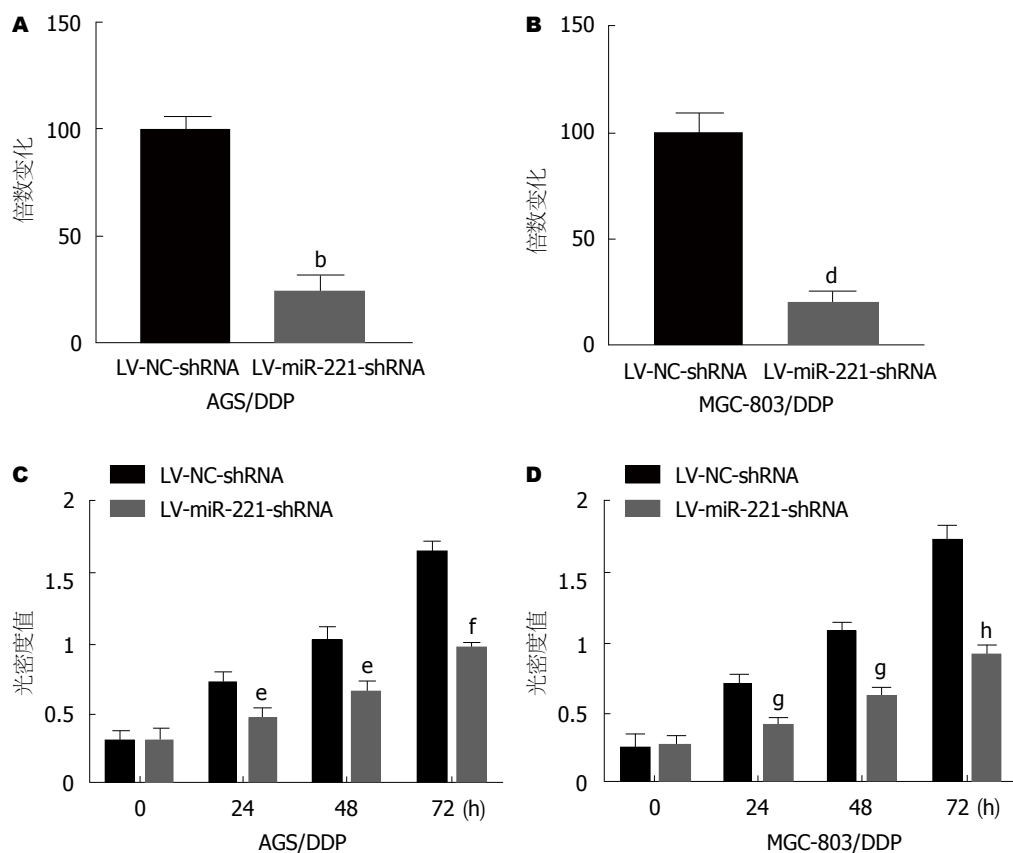 A
150
100
50
0
倍数变化
b
LV-NC-shRNA LV-miR-221-shRNA
AGS/DDP
B
150
100
50
0
倍数变化
d
LV-NC-shRNA LV-miR-221-shRNA
MGC-803/DDP
C
LV-NC-shRNA
LV-miR-221-shRNA
2
1.5
1
0.5
0
光密度值
e
e
f
0 24 48 72 (h)
AGS/DDP
D
LV-NC-shRNA
LV-miR-221-shRNA
2
1.5
1
0.5
0
光密度值
g
g
h
0 24 48 72 (h)
MGC-803/DDP